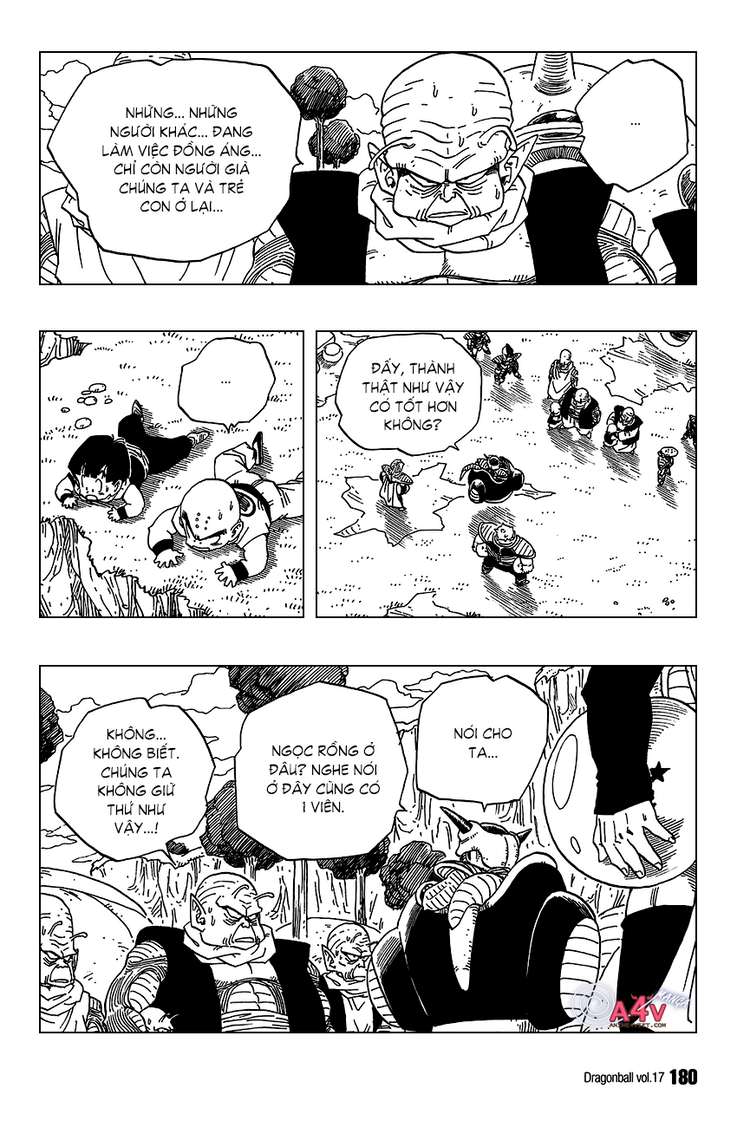 NHỮNG... NHỮNG
NGƯỜI KHÁC... ĐANG
LÀM VIỆC ĐỒNG ÁNG...
CHỈ CÒN NGƯỜI GIÀ
CHÚNG TA VÀ TRẺ
CON Ở LẠI...
...
...
ĐẤY, THÀNH
THẬT NHƯ VẬY
CÓ TỐT HƠN
KHÔNG?
KHÔNG...
KHÔNG BIẾT.
CHÚNG TA
KHÔNG GIỮ
THỨ NHƯ
VẬY...!
NGỌC RỒNG Ở
ĐÂU? NGHE NÓI
Ở ĐÂY CŨNG CÓ
1 VIÊN.
NÓI CHO
TA...
A4V
Dragonball vol.17 180